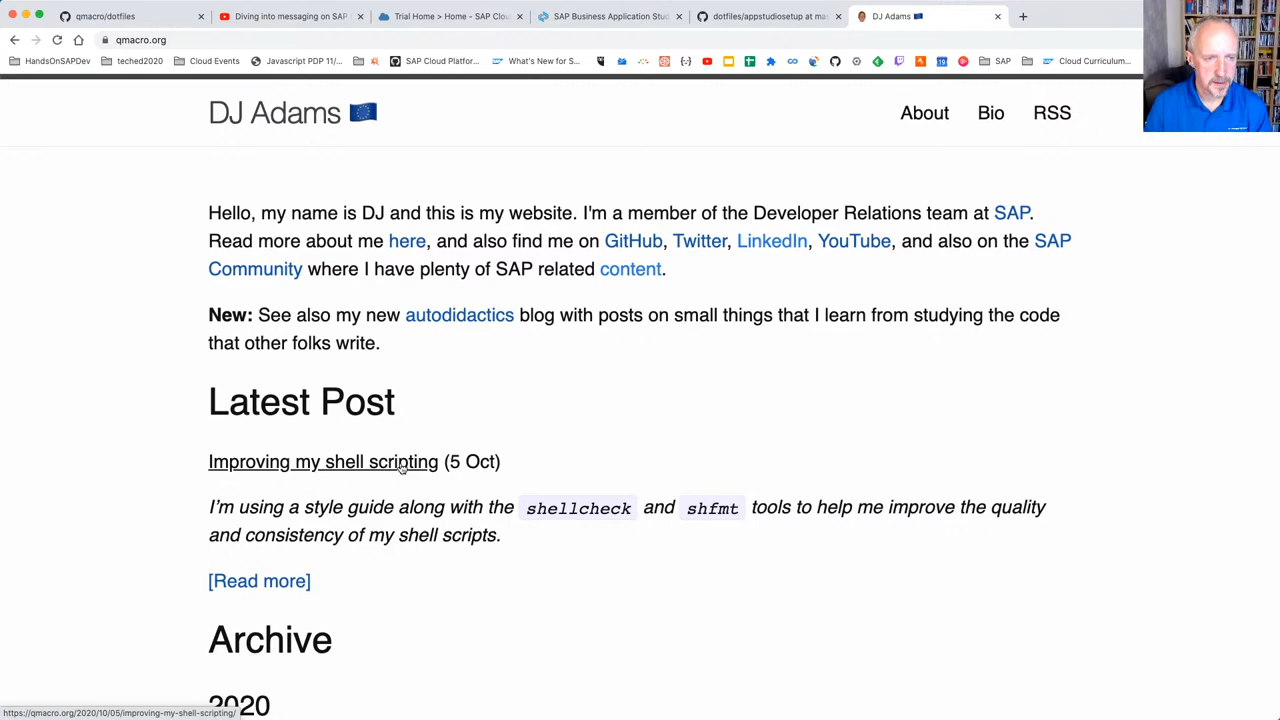 qmacro/dotfiles
Diving into messaging on SAP
Trial Home > Home - SAP Clou
SAP Business Application Stud
dotfiles/appstudiosetup at ma
DJ Adams 🇪🇺
qmacro.org
HandsOnSAPDev
teched2020
Cloud Events
Javascript PDP 11/...
SAP Cloud Platfor...
What's New for S...
SAP
Cloud Curriculum...
DJ Adams 🇪🇺
About
Bio
RSS
Hello, my name is DJ and this is my website. I'm a member of the Developer Relations team at SAP.
Read more about me here, and also find me on GitHub, Twitter, LinkedIn, YouTube, and also on the SAP
Community where I have plenty of SAP related content.
New: See also my new autodidactics blog with posts on small things that I learn from studying the code
that other folks write.
Latest Post
Improving my shell scripting (5 Oct)
I'm using a style guide along with the shellcheck and shfmt tools to help me improve the quality
and consistency of my shell scripts.
[Read more]
Archive
2020
https://qmacro.org/2020/10/05/improving-my-shell-scripting/